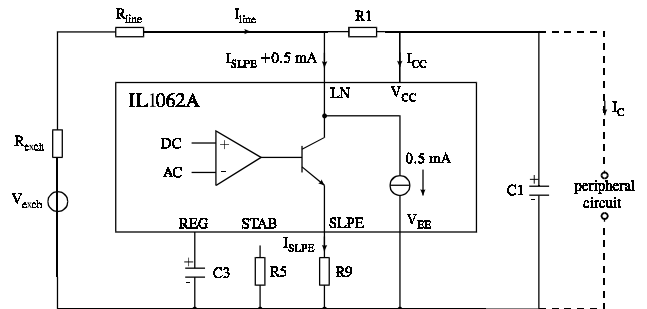 Rline
Iline
R1
ISLPE +0.5 mA
ICC
IL1062A
LN
VCC
IC
DC
+
AC
-
0.5 mA
Rexch
Vexch
C1
+
-
peripheral
circuit
REG
STAB
SLPE
VEE
ISLPE
+
-
C3
R5
R9